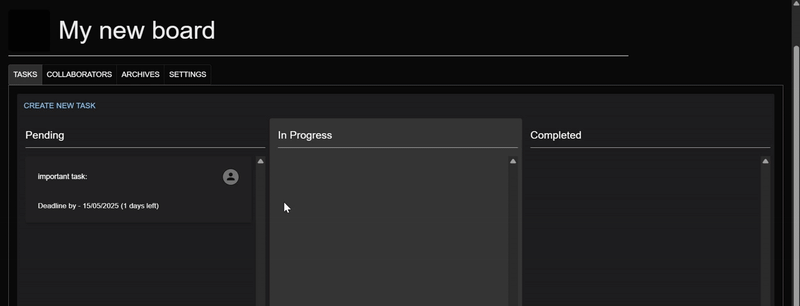 My new board
TASKS COLLABORATORS ARCHIVES SETTINGS
CREATE NEW TASK
Pending
important task:
Deadline by - 15/05/2025 (1 days left)
In Progress
Completed